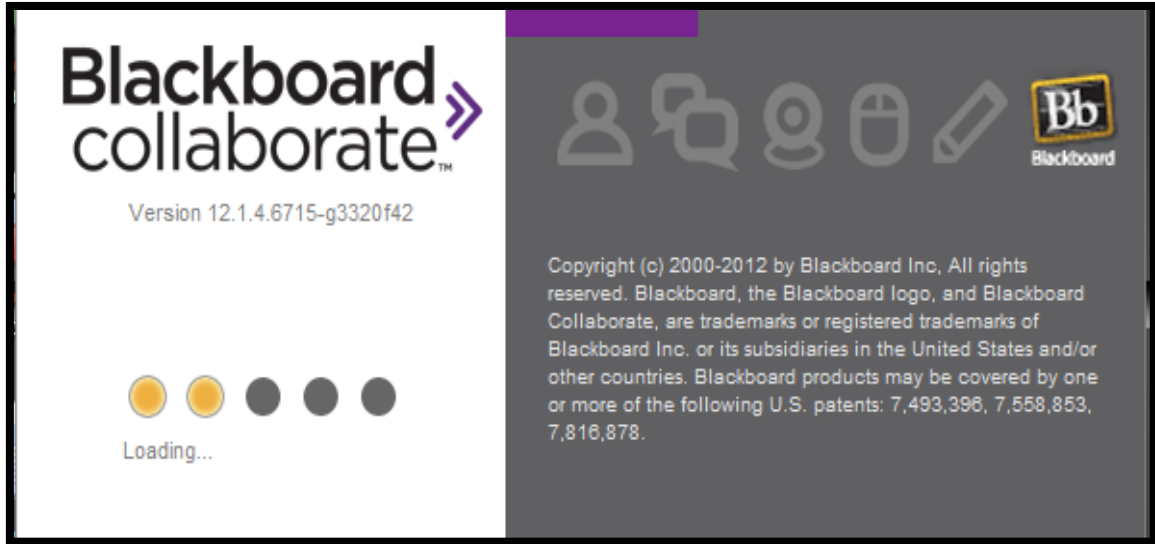 Blackboard
collaborate™
Version 12.1.4.6715-g3320f42
Loading...
Bb
Blackboard
Copyright (c) 2000-2012 by Blackboard Inc, All rights
reserved. Blackboard, the Blackboard logo, and Blackboard
Collaborate, are trademarks or registered trademarks of
Blackboard Inc. or its subsidiaries in the United States and/or
other countries. Blackboard products may be covered by one
or more of the following U.S. patents: 7,493,396, 7,558,853,
7,816,878.